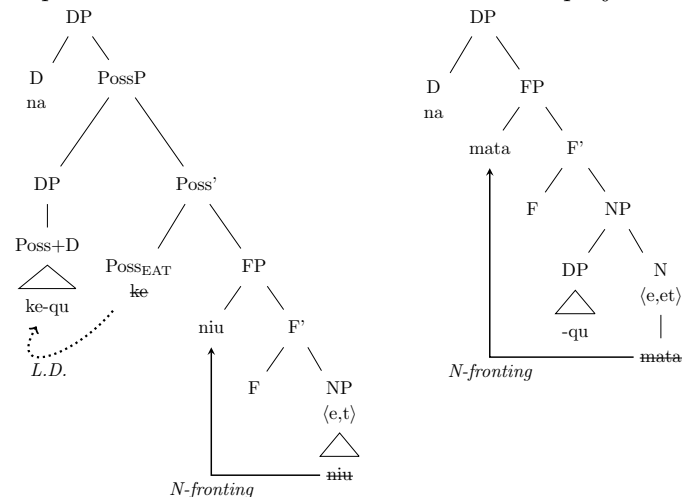 DP
D
na
PossP
DP
Poss'
Poss+D
ke-qu
Poss_EAT
ke
L.D.
FP
niu
F'
F
NP
⟨e,t⟩
niu
N-fronting
DP
D
na
FP
mata
F'
F
NP
DP
-qu
N
⟨e,et⟩
mata
N-fronting